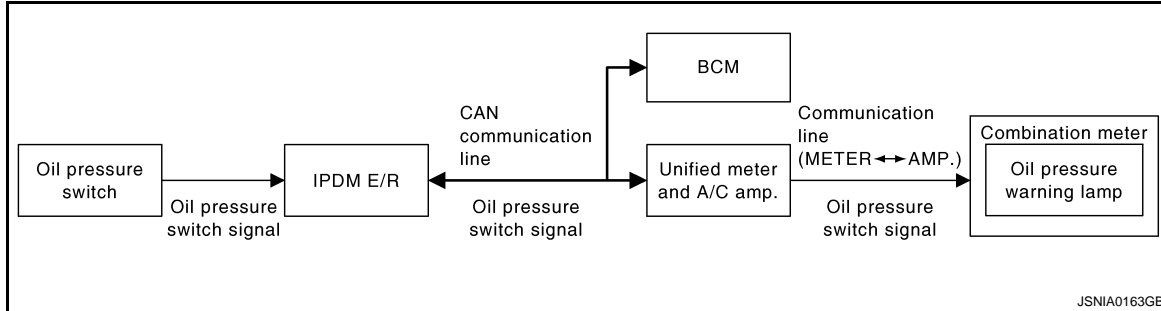 BCM
CAN
communication
line
Communication
line
(METER ↔ AMP.)
Combination meter
Oil pressure
switch
IPDM E/R
Unified meter
and A/C amp.
Oil pressure
warning lamp
Oil pressure
switch signal
Oil pressure
switch signal
Oil pressure
switch signal
JSNIA0163GB